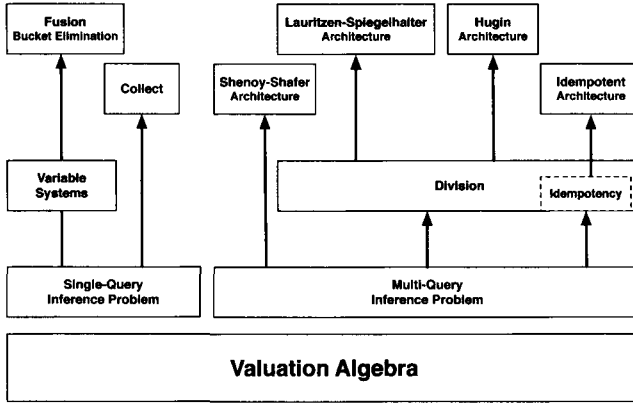 Fusion
Bucket Elimination
Lauritzen-Spiegelhalter
Architecture
Hugin
Architecture
Collect
Shenoy-Shafer
Architecture
Idempotent
Architecture
Variable
Systems
Division
Idempotency
Single-Query
Inference Problem
Multi-Query
Inference Problem
Valuation Algebra